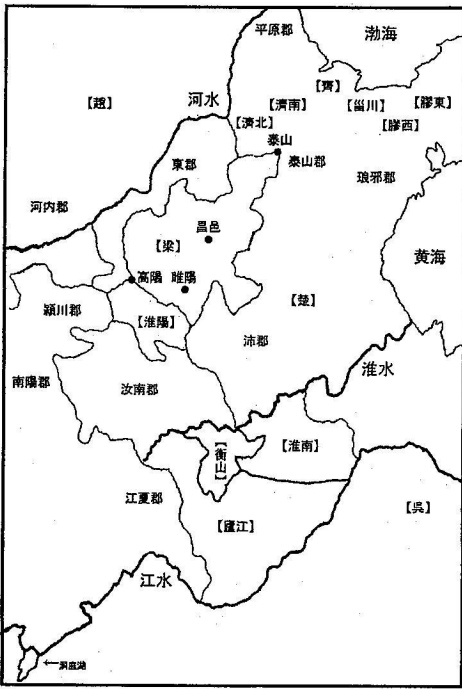 平原郡
渤海
【趙】
河水
【齊】
【濟南】
【甾川】
【膠東】
【膠西】
【濟北】
泰山
泰山郡
東郡
琅邪郡
河内郡
昌邑
【梁】
黄海
高陽
睢陽
潁川郡
【淮陽】
【楚】
沛郡
淮水
南陽郡
汝南郡
【淮南】
【衡山】
江夏郡
【吳】
【廬江】
江水
←洞庭湖